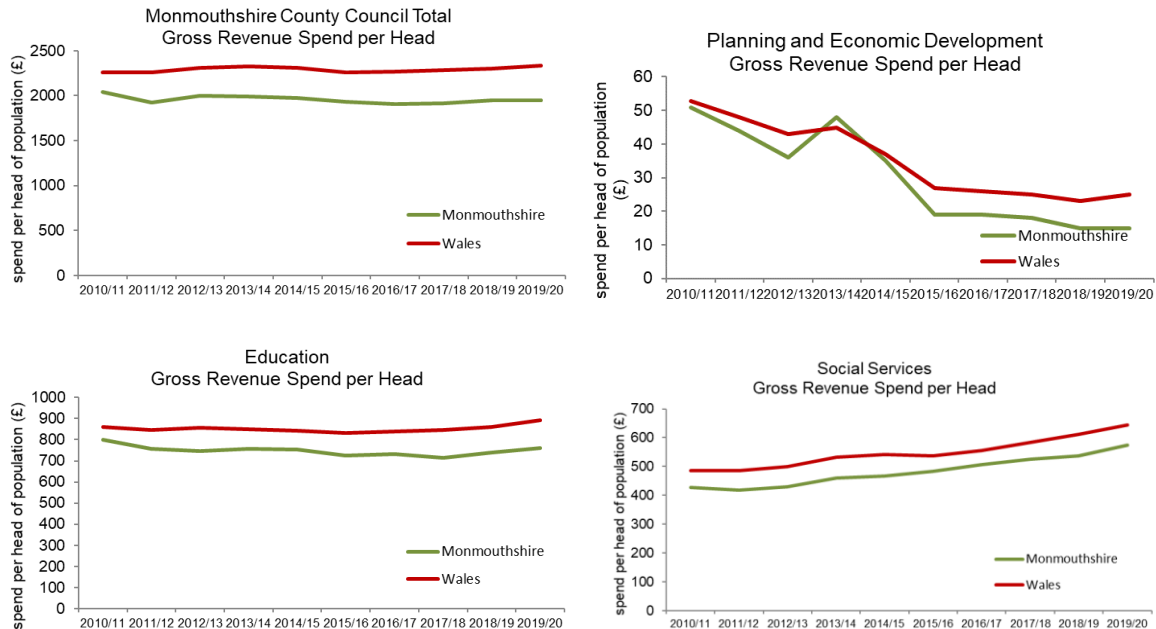 Monmouthshire County Council Total
Gross Revenue Spend per Head
spend per head of population (£)
2500
2000
1500
1000
500
0
Monmouthshire
Wales
2010/11 2011/12 2012/13 2013/14 2014/15 2015/16 2016/17 2017/18 2018/19 2019/20
Planning and Economic Development
Gross Revenue Spend per Head
spend per head of population
(£)
60
50
40
30
20
10
0
Monmouthshire
Wales
2010/11 2011/12 2012/13 2013/14 2014/15 2015/16 2016/17 2017/18 2018/19 2019/20
Education
Gross Revenue Spend per Head
spend per head of population (£)
1000
900
800
700
600
500
400
300
200
100
0
Monmouthshire
Wales
2010/11 2011/12 2012/13 2013/14 2014/15 2015/16 2016/17 2017/18 2018/19 2019/20
Social Services
Gross Revenue Spend per Head
spend per head of population (£)
700
600
500
400
300
200
100
0
Monmouthshire
Wales
2010/11 2011/12 2012/13 2013/14 2014/15 2015/16 2016/17 2017/18 2018/19 2019/20